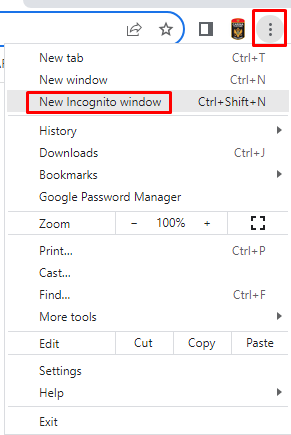 New tab Ctrl+T
New window Ctrl+N
New Incognito window Ctrl+Shift+N
History
Downloads Ctrl+J
Bookmarks
Google Password Manager
Zoom − 100% +
Print... Ctrl+P
Cast...
Find... Ctrl+F
More tools
Edit Cut Copy Paste
Settings
Help
Exit